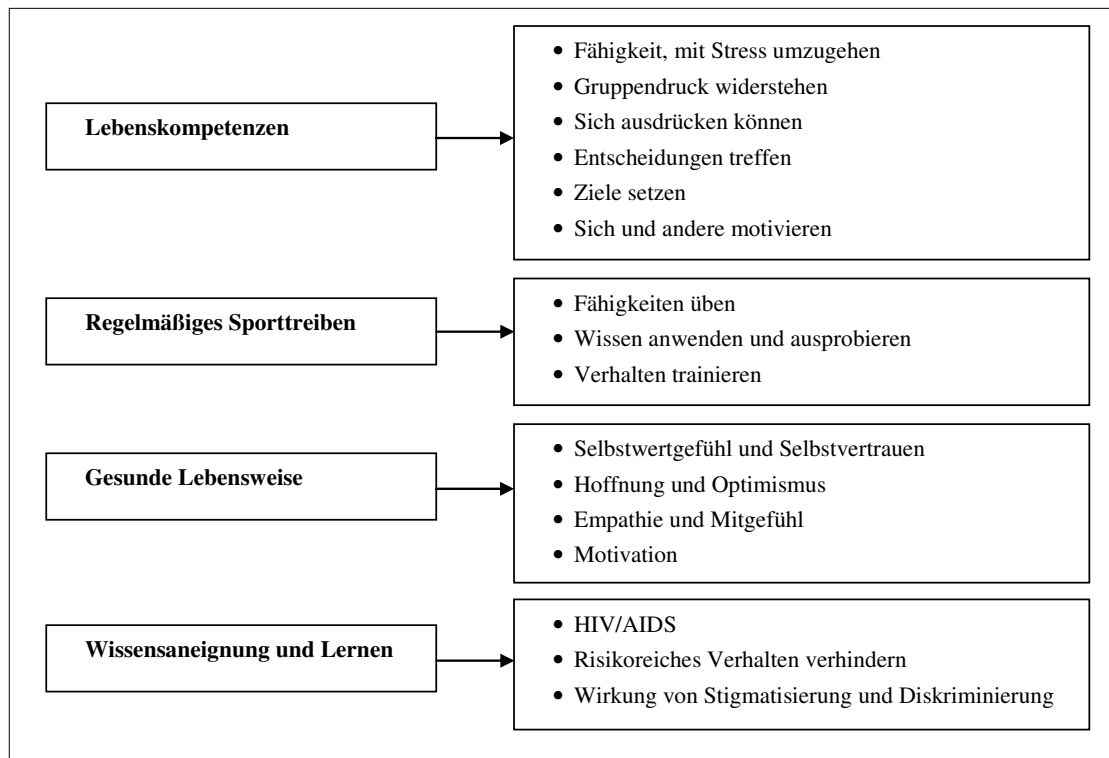 Lebenskompetenzen
• Fähigkeit, mit Stress umzugehen
• Gruppendruck widerstehen
• Sich ausdrücken können
• Entscheidungen treffen
• Ziele setzen
• Sich und andere motivieren
Regelmäßiges Sporttreiben
• Fähigkeiten üben
• Wissen anwenden und ausprobieren
• Verhalten trainieren
Gesunde Lebensweise
• Selbstwertgefühl und Selbstvertrauen
• Hoffnung und Optimismus
• Empathie und Mitgefühl
• Motivation
Wissensaneignung und Lernen
• HIV/AIDS
• Risikoreiches Verhalten verhindern
• Wirkung von Stigmatisierung und Diskriminierung